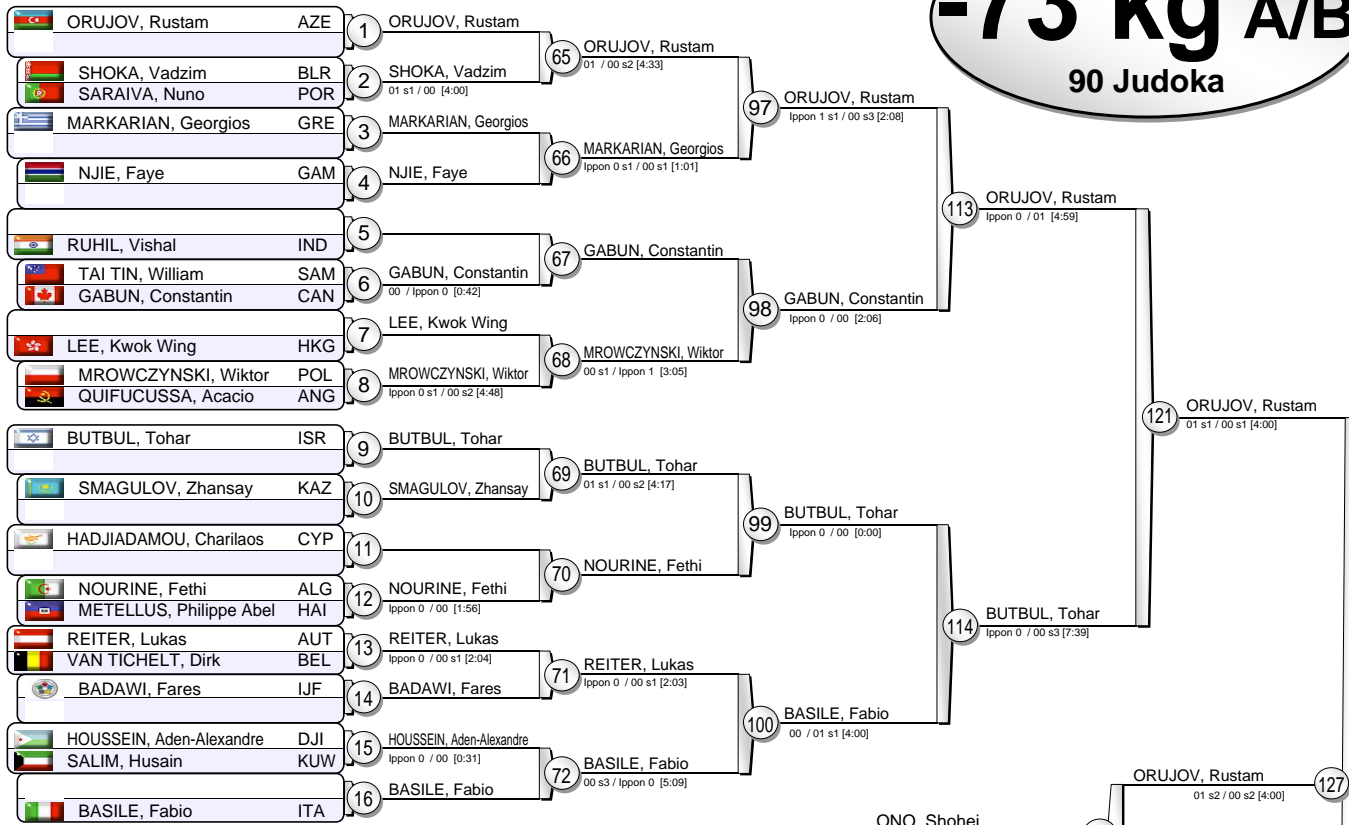 -73 kg A/B
90 Judoka
ORUJOV, Rustam AZE
SHOKA, Vadzim BLR
SARAIVA, Nuno POR
MARKARIAN, Georgios GRE
NJIE, Faye GAM
RUHIL, Vishal IND
TAI TIN, William SAM
GABUN, Constantin CAN
LEE, Kwok Wing HKG
MROWCZYNSKI, Wiktor POL
QUIFUCUSSA, Acacio ANG
BUTBUL, Tohar ISR
SMAGULOV, Zhansay KAZ
HADJIADAMOU, Charilaos CYP
NOURINE, Fethi ALG
METELLUS, Philippe Abel HAI
REITER, Lukas AUT
VAN TICHELT, Dirk BEL
BADAWI, Fares IJF
HOUSSEIN, Aden-Alexandre DJI
SALIM, Husain KUW
BASILE, Fabio ITA
1 ORUJOV, Rustam
2 SHOKA, Vadzim
01 s1 / 00 [4:00]
3 MARKARIAN, Georgios
4 NJIE, Faye
5
6 GABUN, Constantin
00 / Ippon 0 [0:42]
7 LEE, Kwok Wing
8 MROWCZYNSKI, Wiktor
Ippon 0 s1 / 00 s2 [4:48]
9 BUTBUL, Tohar
10 SMAGULOV, Zhansay
11
12 NOURINE, Fethi
Ippon 0 / 00 [1:56]
13 REITER, Lukas
Ippon 0 / 00 s1 [2:04]
14 BADAWI, Fares
15 HOUSSEIN, Aden-Alexandre
Ippon 0 / 00 [0:31]
16 BASILE, Fabio
65 ORUJOV, Rustam
01 / 00 s2 [4:33]
66 MARKARIAN, Georgios
Ippon 0 s1 / 00 s1 [1:01]
67 GABUN, Constantin
68 MROWCZYNSKI, Wiktor
00 s1 / Ippon 1 [3:05]
69 BUTBUL, Tohar
01 s1 / 00 s2 [4:17]
70 NOURINE, Fethi
71 REITER, Lukas
Ippon 0 / 00 s1 [2:03]
72 BASILE, Fabio
00 s3 / Ippon 0 [5:09]
97 ORUJOV, Rustam
Ippon 1 s1 / 00 s3 [2:08]
98 GABUN, Constantin
Ippon 0 / 00 [2:06]
99 BUTBUL, Tohar
Ippon 0 / 00 [0:00]
100 BASILE, Fabio
00 / 01 s1 [4:00]
113 ORUJOV, Rustam
Ippon 0 / 01 [4:59]
114 BUTBUL, Tohar
Ippon 0 / 00 s3 [7:39]
121 ORUJOV, Rustam
01 s1 / 00 s1 [4:00]
ORUJOV, Rustam 127
01 s2 / 00 s2 [4:00]
ONO, Shohei